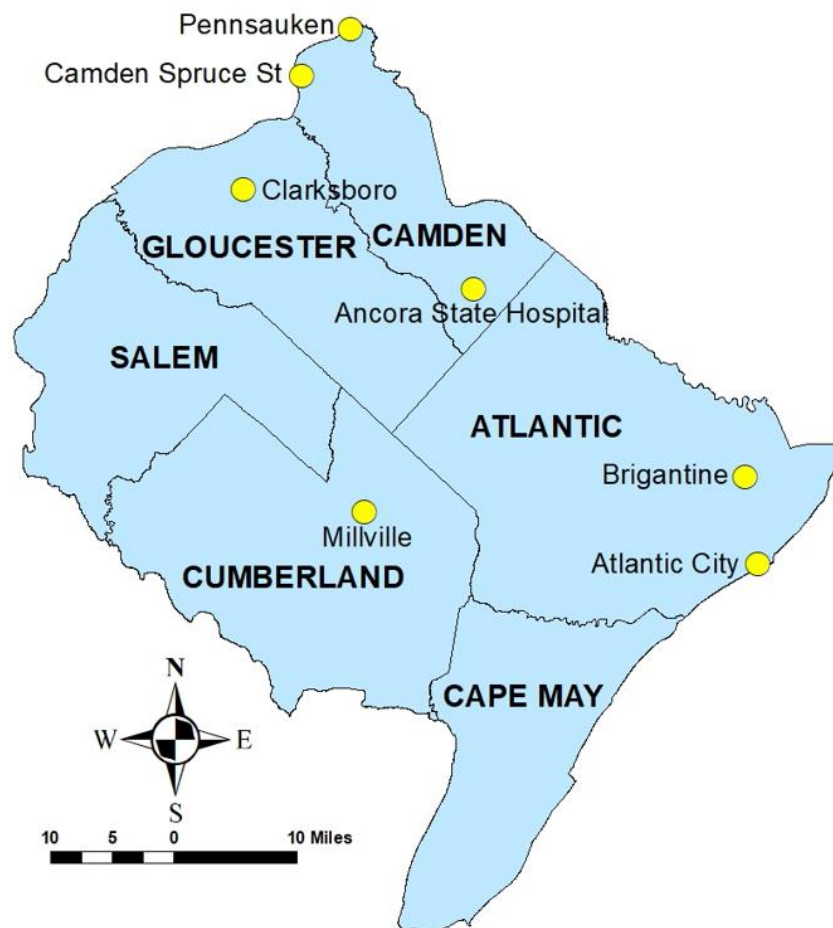 Pennsauken
Camden Spruce St
Clarksboro
CAMDEN
GLOUCESTER
Ancora State Hospital
SALEM
ATLANTIC
Brigantine
Millville
Atlantic City
CUMBERLAND
N
CAPE MAY
W E
S
10 5 0 10 Miles